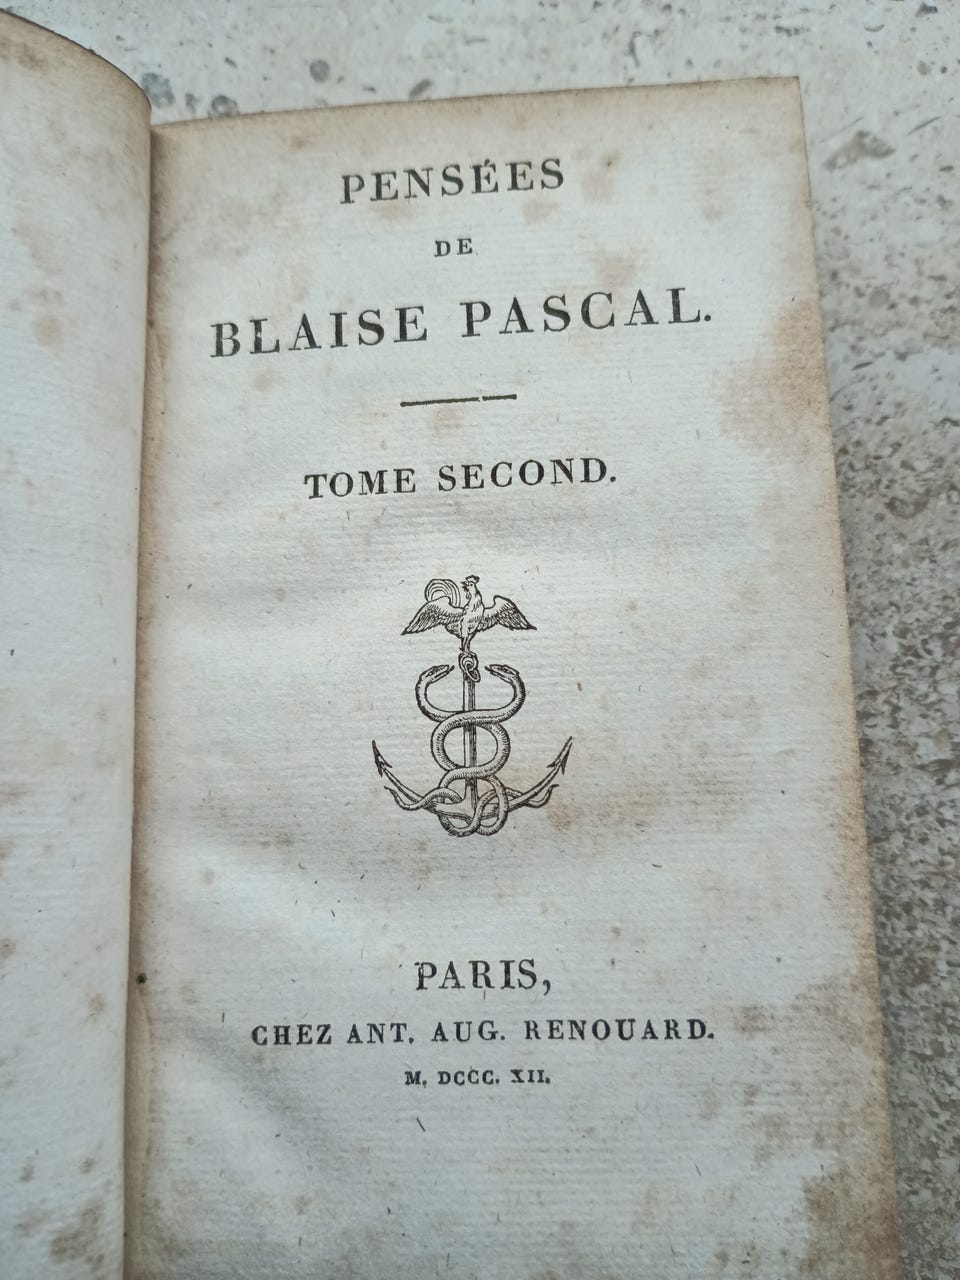 PENSÉES
DE
BLAISE PASCAL.
TOME SECOND.
PARIS,
CHEZ ANT. AUG. RENOUARD.
M. DCCC. XII.